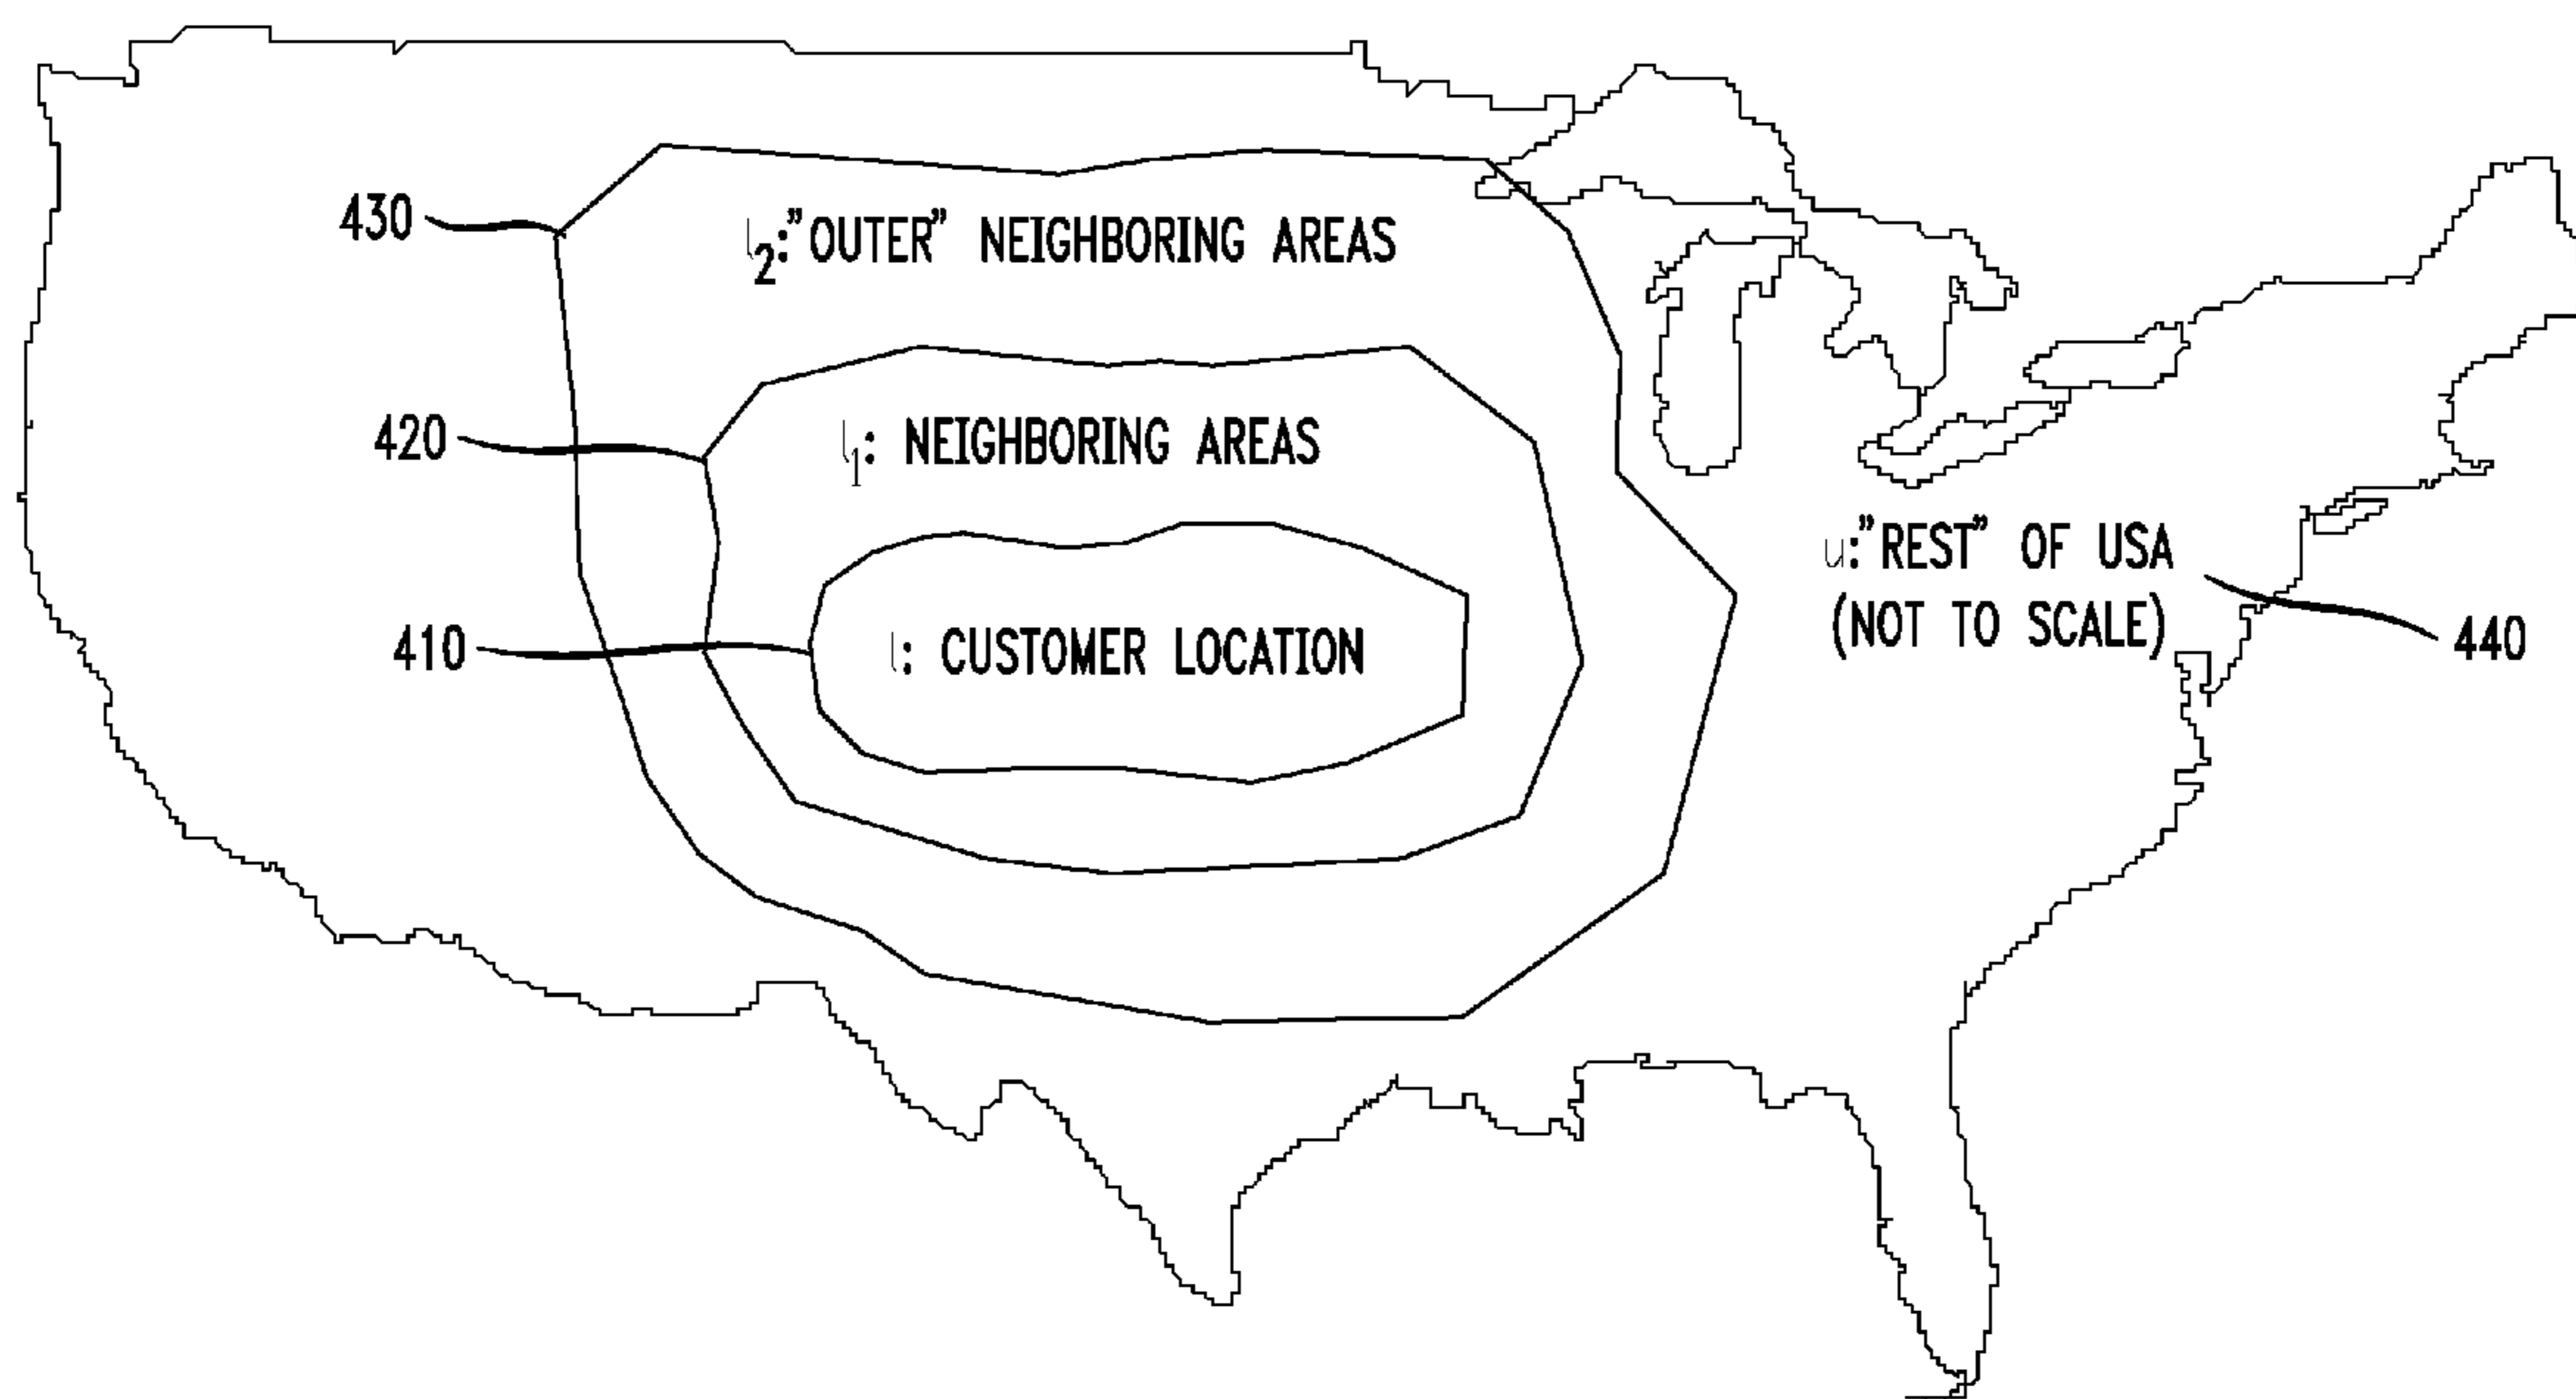 430
l2:"OUTER" NEIGHBORING AREAS
420
l1: NEIGHBORING AREAS
u:"REST" OF USA
(NOT TO SCALE)
410
l: CUSTOMER LOCATION
440